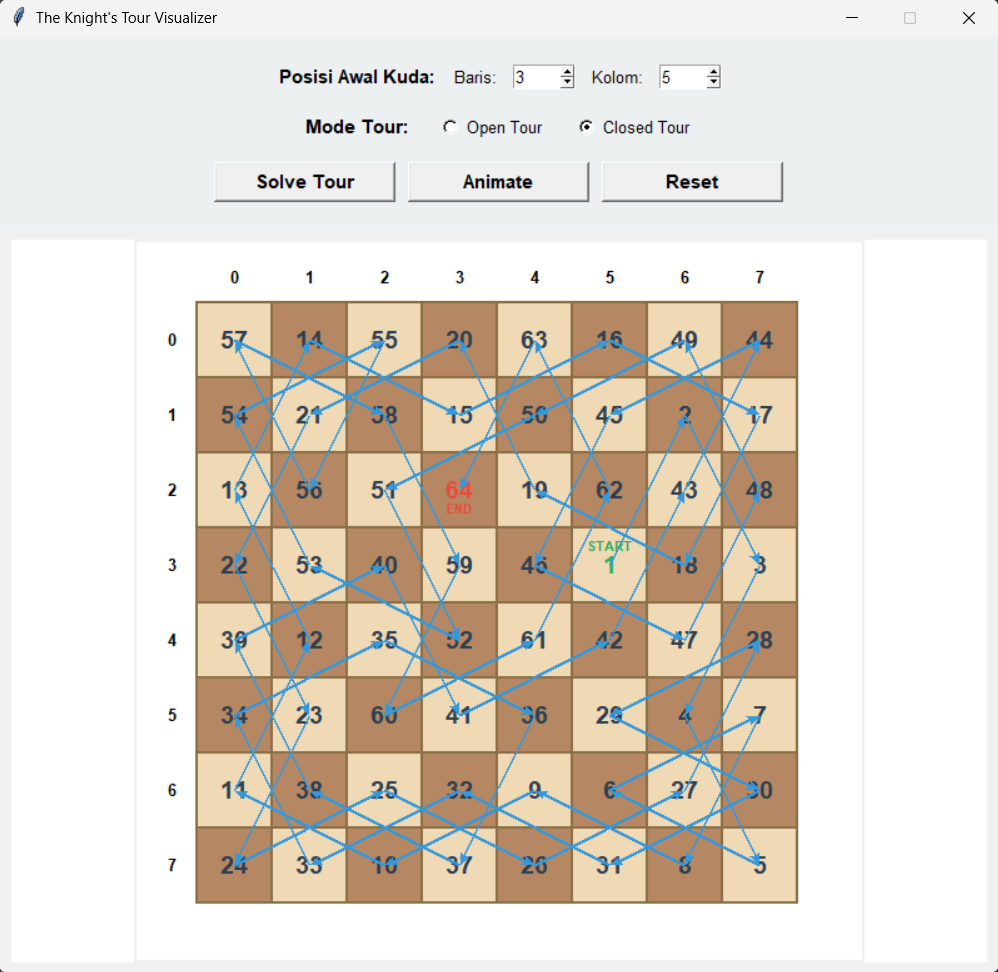 The Knight's Tour Visualizer
Posisi Awal Kuda: Baris: 3 Kolom: 5
Mode Tour: Open Tour Closed Tour
Solve Tour Animate Reset
0 1 2 3 4 5 6 7
0 57 14 55 20 63 16 49 44
1 54 21 58 15 50 45 2 17
2 13 56 51 64 19 62 43 48
END
START
3 22 53 40 59 46 1 18 3
4 39 12 35 52 61 42 47 28
5 34 23 60 41 36 29 4 7
6 11 38 25 32 9 6 27 30
7 24 33 10 37 26 31 8 5